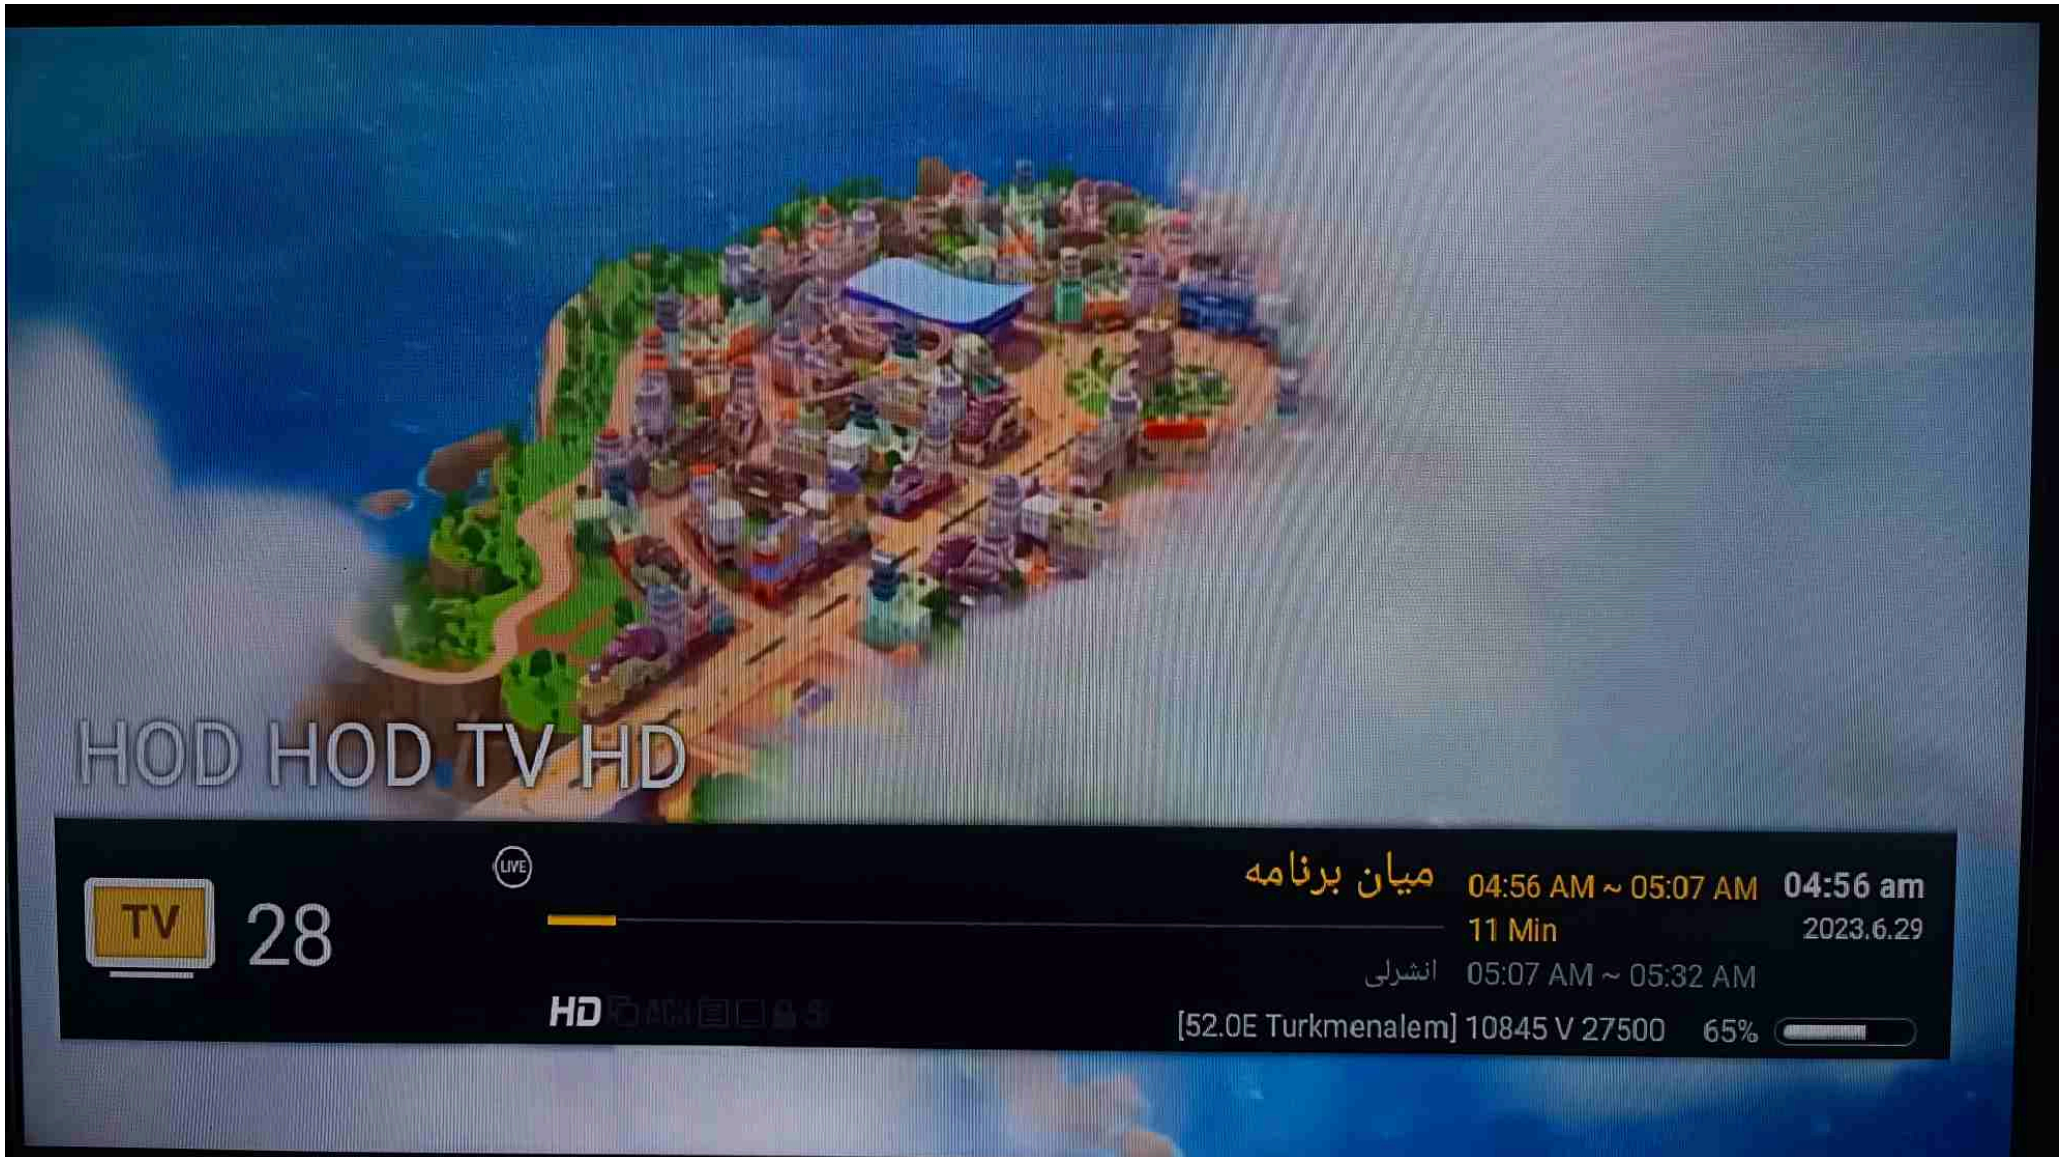 HOD HOD TV HD
LIVE
میان برنامه 04:56 AM ~ 05:07 AM 04:56 am
TV 28
11 Min 2023.6.29
انشرلی 05:07 AM ~ 05:32 AM
HD
[52.0E Turkmenalem] 10845 V 27500 65%